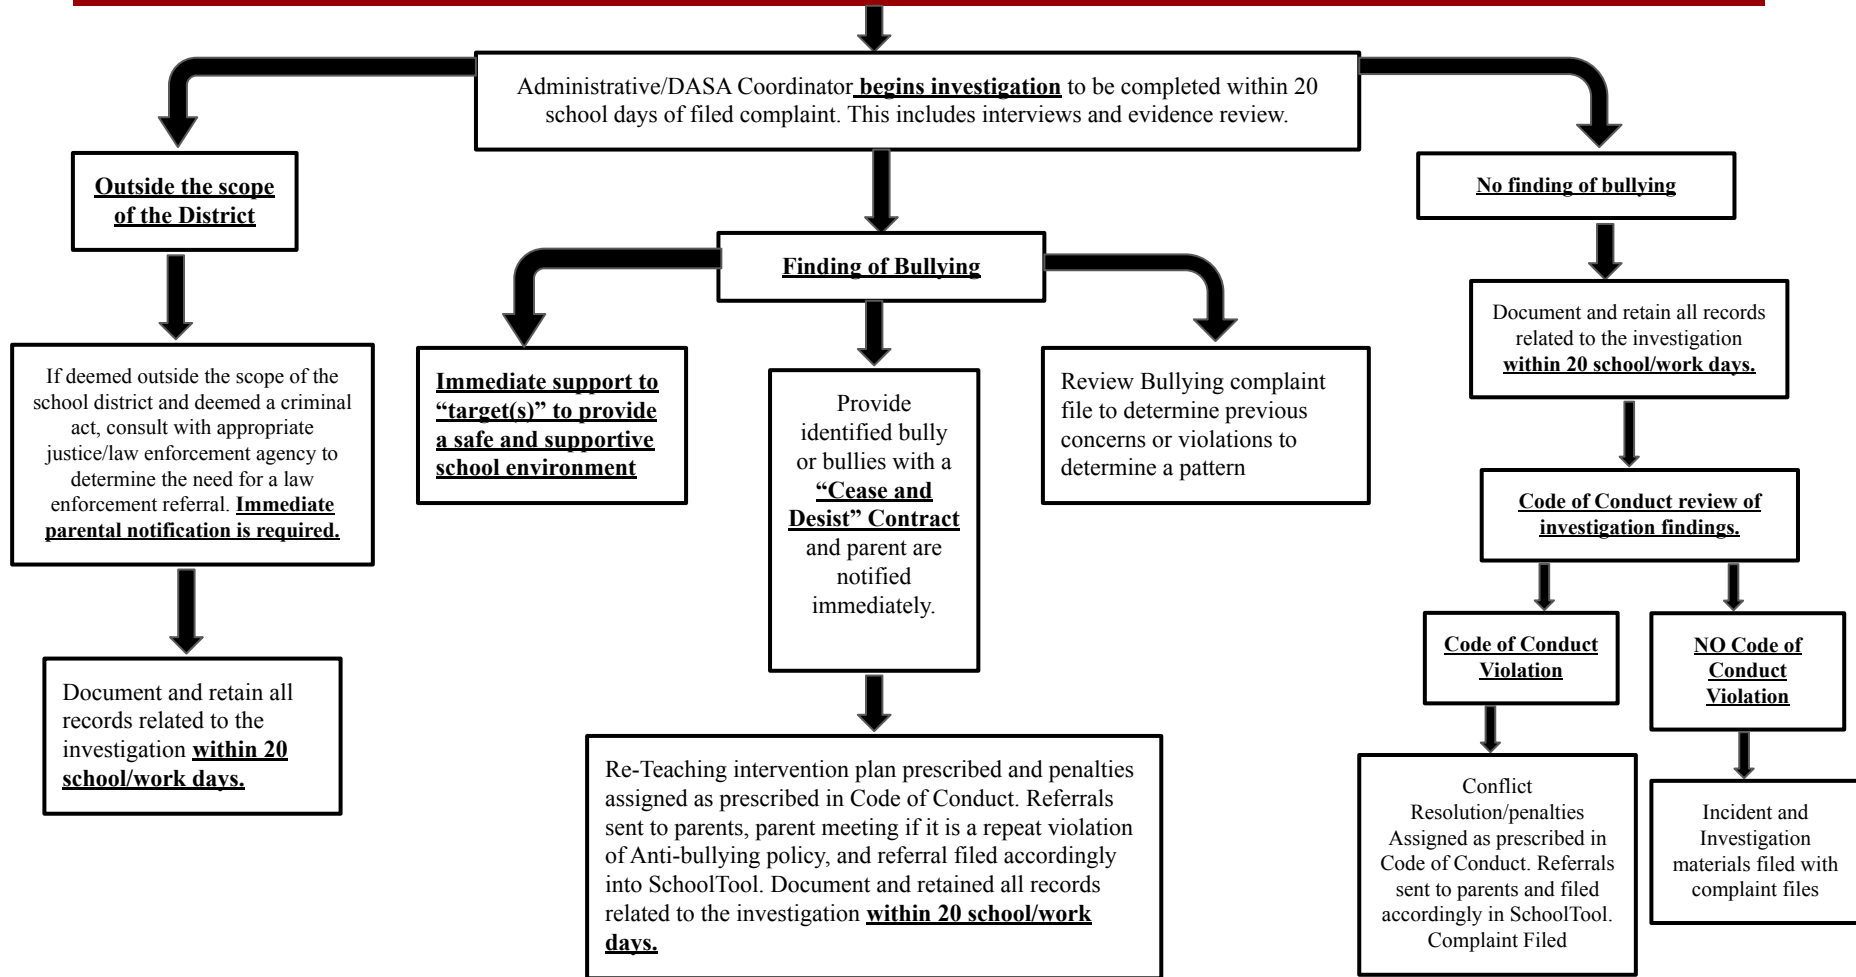 Administrative/DASA Coordinator begins investigation to be completed within 20
school days of filed complaint. This includes interviews and evidence review.
Outside the scope
of the District
If deemed outside the scope of the
school district and deemed a criminal
act, consult with appropriate
justice/law enforcement agency to
determine the need for a law
enforcement referral. Immediate
parental notification is required.
Document and retain all
records related to the
investigation within 20
school/work days.
Finding of Bullying
Immediate support to
“target(s)” to provide
a safe and supportive
school environment
Provide
identified bully
or bullies with a
“Cease and
Desist” Contract
and parent are
notified
immediately.
Review Bullying complaint
file to determine previous
concerns or violations to
determine a pattern
Re-Teaching intervention plan prescribed and penalties
assigned as prescribed in Code of Conduct. Referrals
sent to parents, parent meeting if it is a repeat violation
of Anti-bullying policy, and referral filed accordingly
into SchoolTool. Document and retained all records
related to the investigation within 20 school/work
days.
No finding of bullying
Document and retain all records
related to the investigation
within 20 school/work days.
Code of Conduct review of
investigation findings.
Code of Conduct
Violation
Conflict
Resolution/penalties
Assigned as prescribed in
Code of Conduct. Referrals
sent to parents and filed
accordingly in SchoolTool.
Complaint Filed
NO Code of
Conduct
Violation
Incident and
Investigation
materials filed with
complaint files